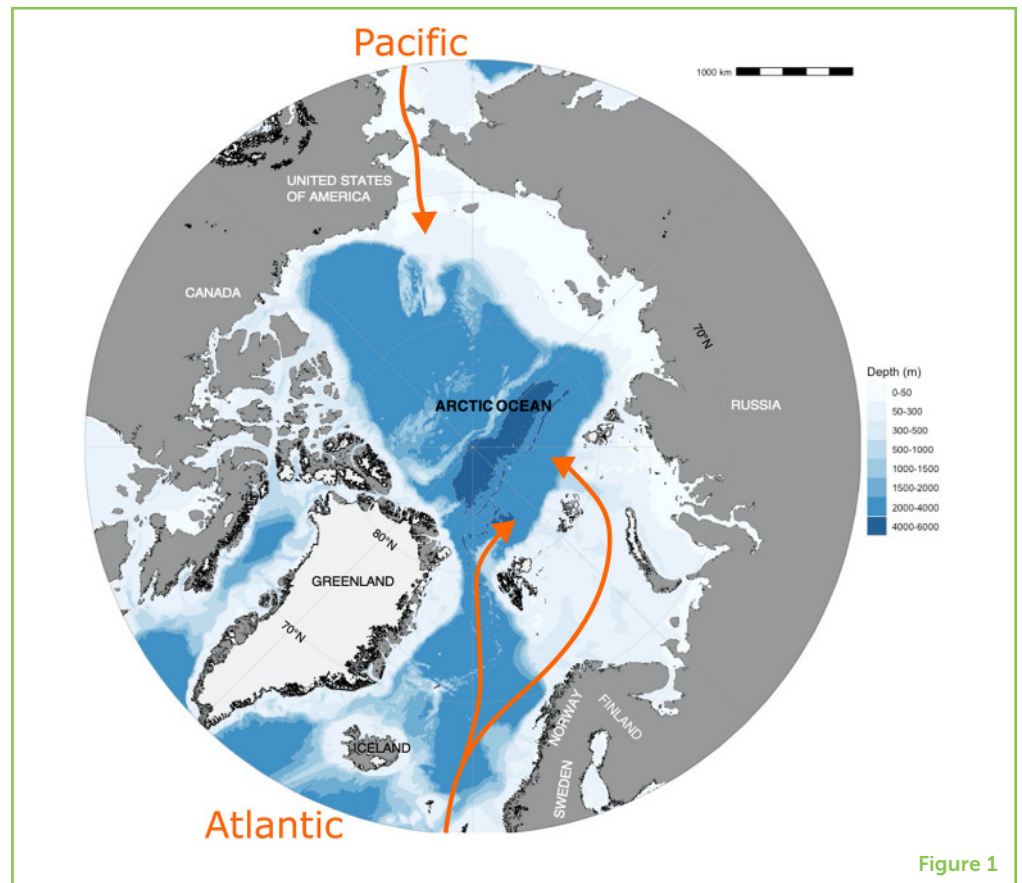 Pacific
1000 km
UNITED STATES
OF AMERICA
CANADA
70°N
Depth (m)
0-50
50-300
300-500
500-1000
1000-1500
1500-2000
2000-4000
4000-6000
ARCTIC OCEAN
RUSSIA
80°N
GREENLAND
70°N
ICELAND
NORWAY
FINLAND
SWEDEN
Atlantic
Figure 1